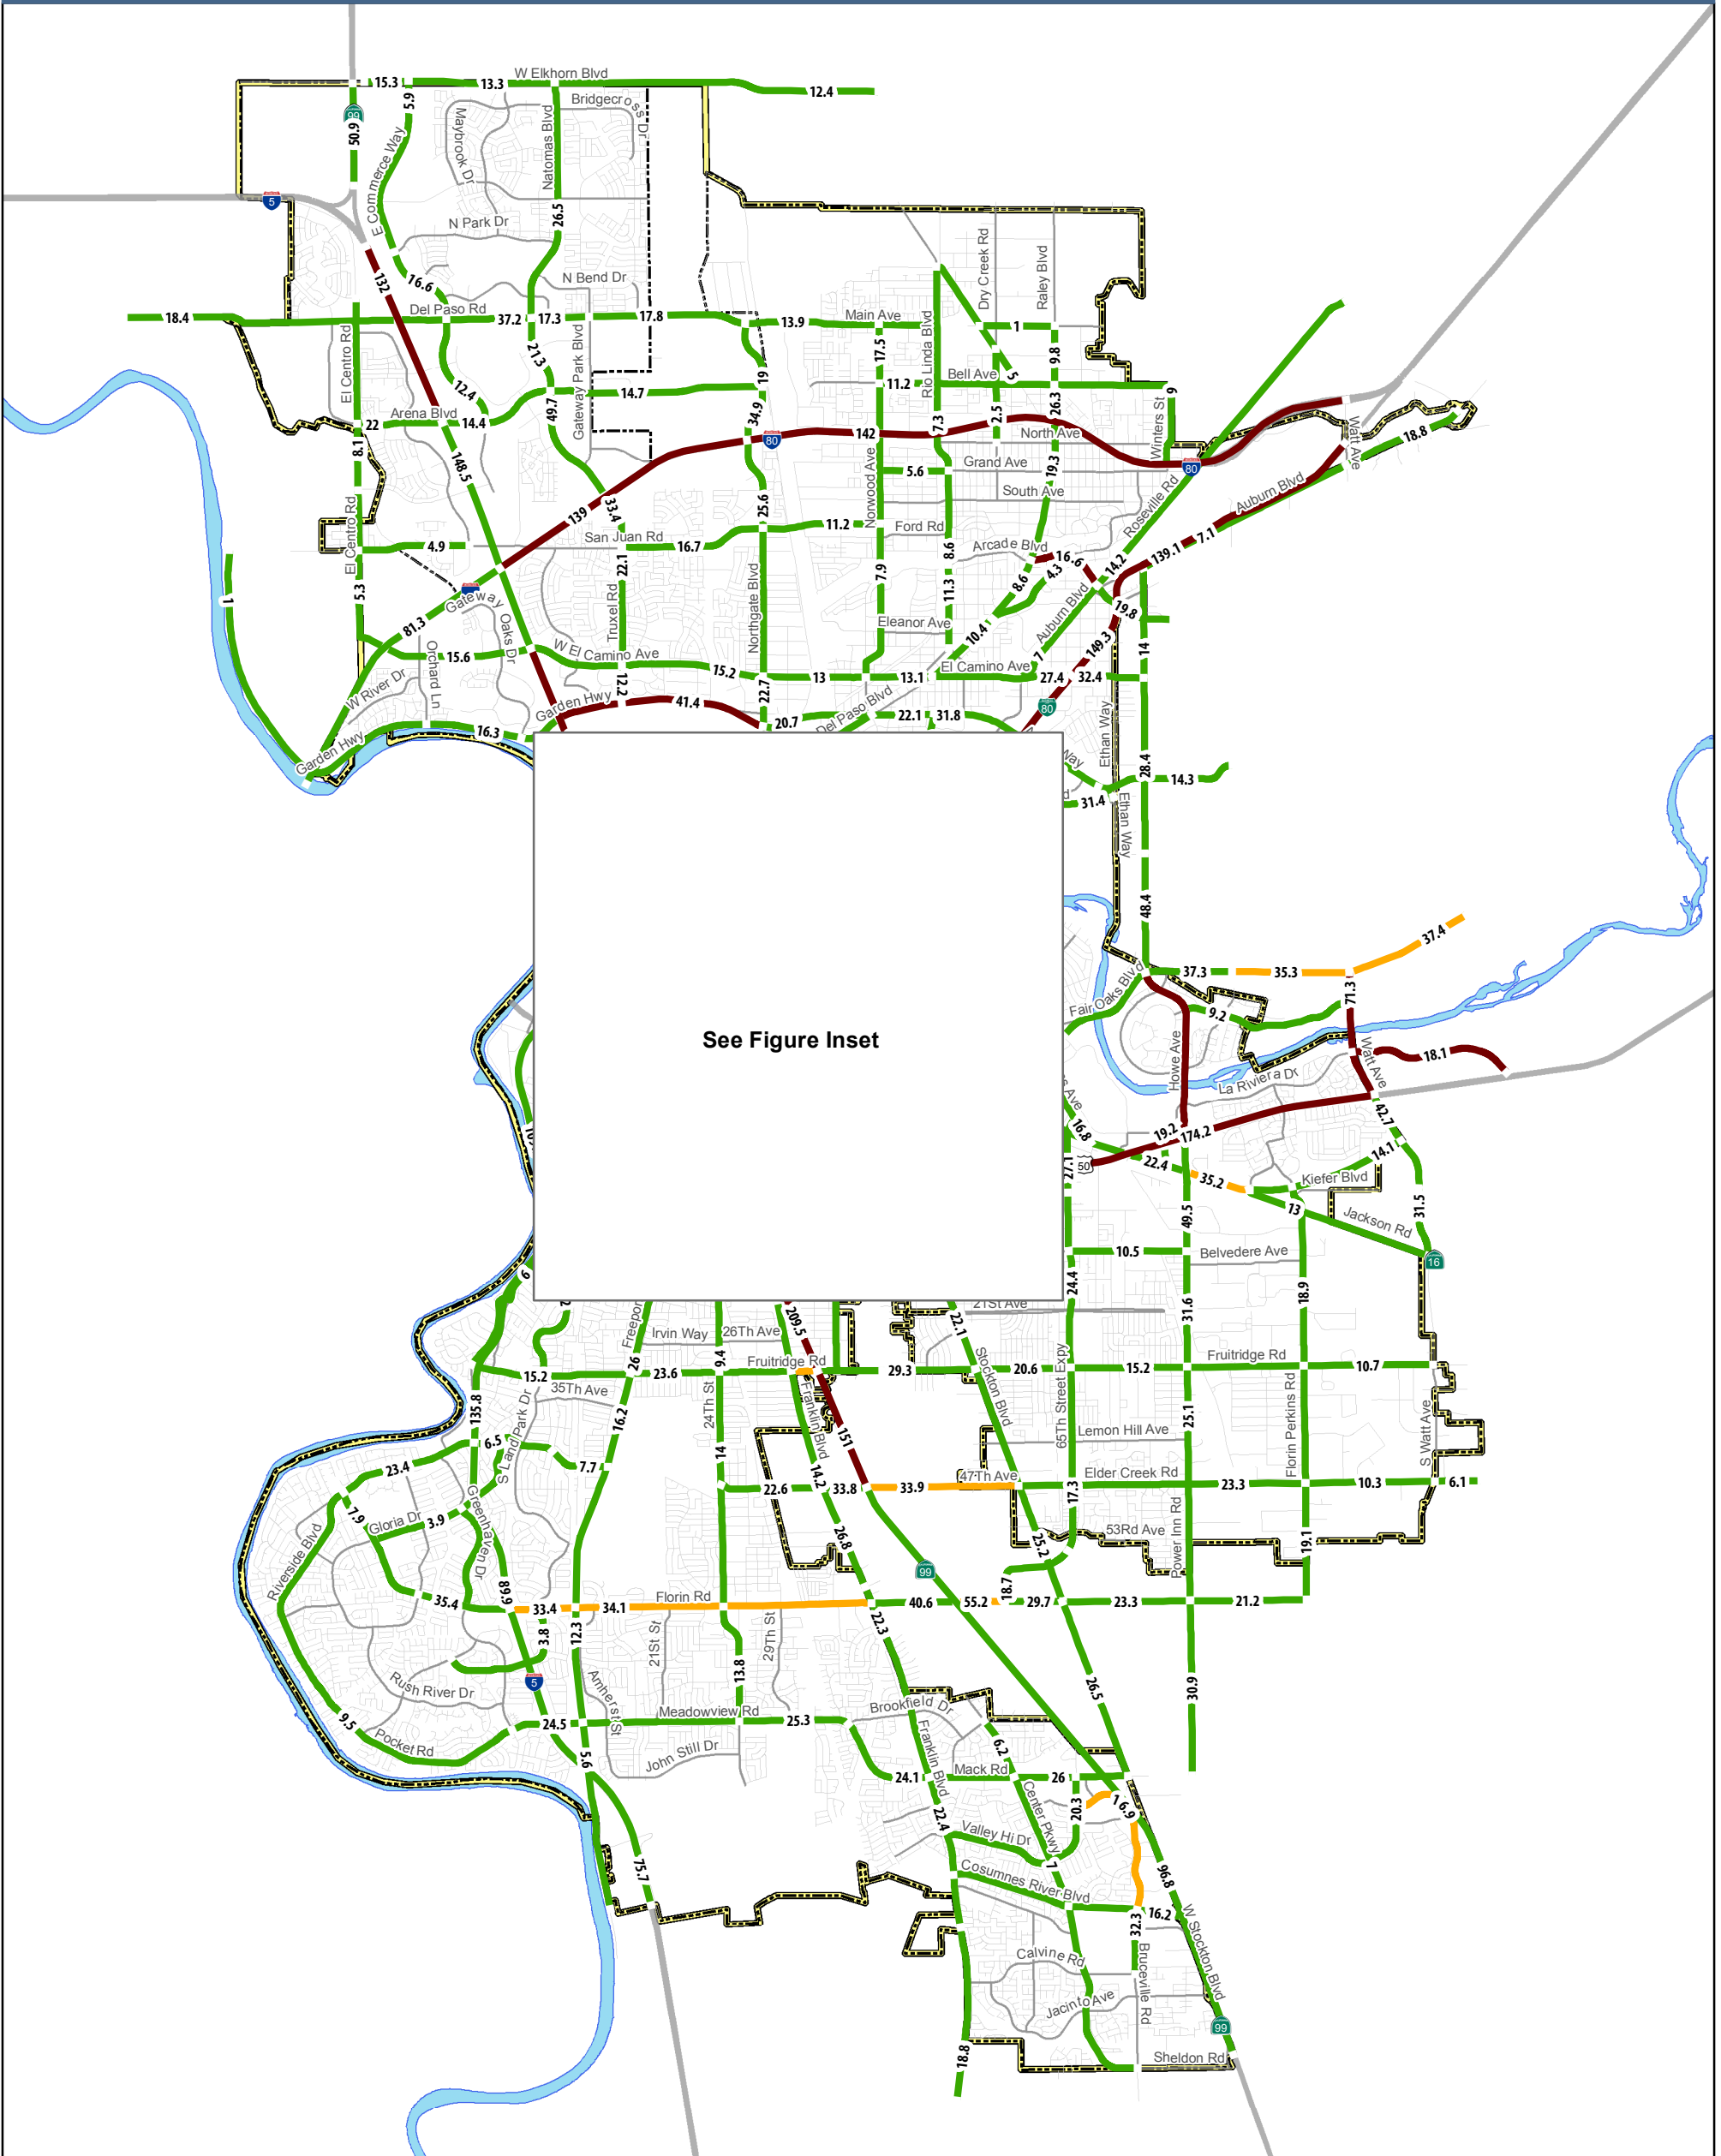 W Elkhorn Blvd
15.3
13.3
12.4
5.9
99
50.9
Bridgecross Dr
Maybrook Dr
Natomas Blvd
E Commerce Way
5
N Park Dr
26.5
Dry Creek Rd
Raley Blvd
132
16.6
N Bend Dr
18.4
Del Paso Rd
37.2
17.3
17.8
13.9
Main Ave
1
El Centro Rd
21.3
Gateway Park Blvd
17.5
Rio Linda Blvd
9.8
19
5
Bell Ave
11.2
9
12.4
14.7
Arena Blvd
22
14.4
49.7
34.9
7.3
2.5
26.3
Winters St
8.1
80
142
North Ave
Watt Ave
18.8
148.5
Norwood Ave
5.6
Grand Ave
19.3
80
South Ave
Auburn Blvd
El Centro Rd
139
33.4
25.6
11.2
Ford Rd
Roseville Rd
4.9
San Juan Rd
16.7
8.6
Arcade Blvd
16.6
139.1
7.1
22.1
14.2
5.3
1
Gateway Oaks Dr
Truxel Rd
Northgate Blvd
7.9
11.3
8.6
4.3
Auburn Blvd
19.8
81.3
Eleanor Ave
10.4
15.6
Orchard Ln
W El Camino Ave
15.2
13
13.1
El Camino Ave
7
149.3
27.4
32.4
14
W River Dr
12.2
22.7
Garden Hwy
41.4
20.7
Del Paso Blvd
22.1
31.8
80
Ethan Way
Garden Hwy
16.3
Way
28.4
14.3
31.4
Ethan Way
48.4
37.4
37.3
35.3
Fair Oaks Blvd
71.3
9.2
See Figure Inset
Howe Ave
Watt Ave
18.1
La Riviera Dr
16.8
19.2
174.2
42.7
50
22.4
14.1
27.1
35.2
Kiefer Blvd
13
49.5
31.5
Jackson Rd
10.5
Belvedere Ave
16
6
24.4
18.9
31.6
21St Ave
209.5
22.1
Irvin Way
26Th Ave
26
9.4
Fruitridge Rd
15.2
23.6
29.3
20.6
15.2
Fruitridge Rd
10.7
35Th Ave
Stockton Blvd
65Th Street Expy
135.8
S Land Park Dr
16.2
24Th St
Franklin Blvd
151
25.1
Florin Perkins Rd
S Watt Ave
Lemon Hill Ave
6.5
23.4
7.7
14
14.2
47Th Ave
Elder Creek Rd
22.6
33.8
33.9
17.3
23.3
10.3
6.1
7.9
Gloria Dr
3.9
Greenhaven Dr
26.8
25.2
53Rd Ave
Power Inn Rd
19.1
Riverside Blvd
99
89.9
35.4
33.4
34.1
Florin Rd
40.6
55.2
18.7
29.7
23.3
21.2
22.3
3.8
12.3
21St St
29Th St
13.8
5
Rush River Dr
Amherst St
26.5
30.9
9.5
24.5
Meadowview Rd
25.3
Brookfield Dr
Pocket Rd
John Still Dr
Franklin Blvd
6.2
5.6
24.1
Mack Rd
26
Center Pkwy
20.3
16.9
22.4
Valley Hi Dr
7
75.7
Cosumnes River Blvd
96.8
32.3
16.2
W Stockton Blvd
Calvine Rd
Bruceville Rd
Jacinto Ave
99
18.8
Sheldon Rd